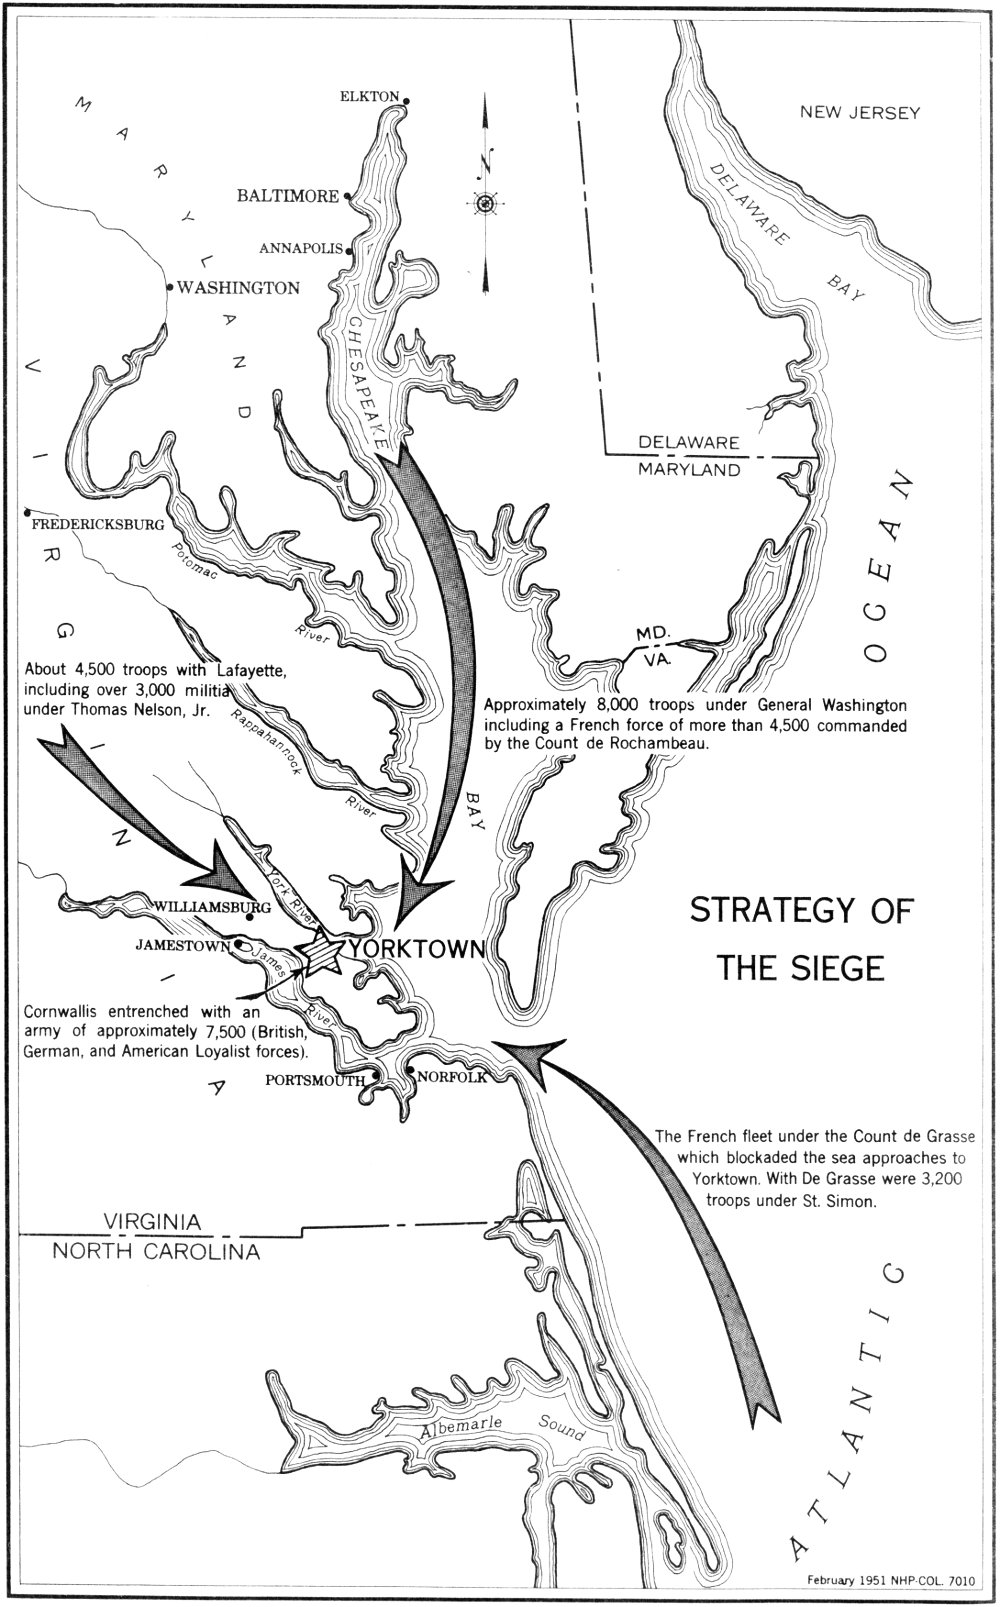 ELKTON
NEW JERSEY
MARYLAND
BALTIMORE
ANNAPOLIS
WASHINGTON
N
DELAWARE
BAY
CHESAPEAKE
BAY
VIRGINIA
DELAWARE
MARYLAND
FREDERICKSBURG
Potomac
River
MD.
VA.
ATLANTIC
OCEAN
About 4,500 troops with Lafayette,
including over 3,000 militia
under Thomas Nelson, Jr.
Rappahannock
River
Approximately 8,000 troops under General Washington
including a French force of more than 4,500 commanded
by the Count de Rochambeau.
York River
WILLIAMSBURG
JAMESTOWN
YORKTOWN
James
River
STRATEGY OF
THE SIEGE
Cornwallis entrenched with an
army of approximately 7,500 (British,
German, and American Loyalist forces).
PORTSMOUTH
NORFOLK
The French fleet under the Count de Grasse
which blockaded the sea approaches to
Yorktown. With De Grasse were 3,200
troops under St. Simon.
VIRGINIA
NORTH CAROLINA
Albemarle Sound
February 1951 NHP-COL. 7010